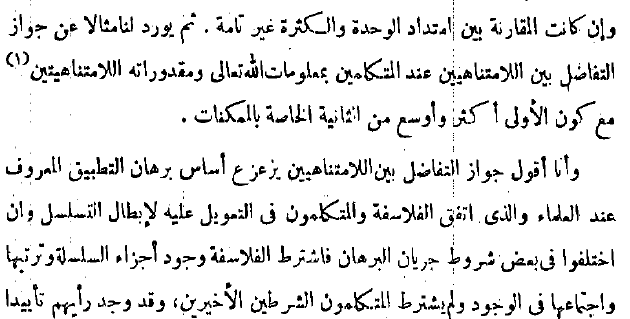 وإن كانت المقارنة بين امتداد الوحدة والكثرة غير تامة . ثم يورد لنا مثالا عن جواز
التفاضل بين اللامتناهيين عند المتكلمين بمعلومات الله تعالى ومقدوراته اللامتناهيتين (١)
مع كون الأولى أكثر وأوسع من الثانية الخاصة بالممكنات .
وأنا أقول جواز التفاضل بين اللامتناهيين يزعزع أساس برهان التطبيق المعروف
عند العلماء والذى اتفق الفلاسفة والمتكلمون فى التعويل عليه لإبطال التسلسل وان
اختلفوا فى بعض شروط جريان البرهان فاشترط الفلاسفة وجود أجزاء السلسلة وترتبها
واجتماعها فى الوجود ولم يشترط المتكلمون الشرطين الأخيرين، وقد وجد رأيهم تأييدا